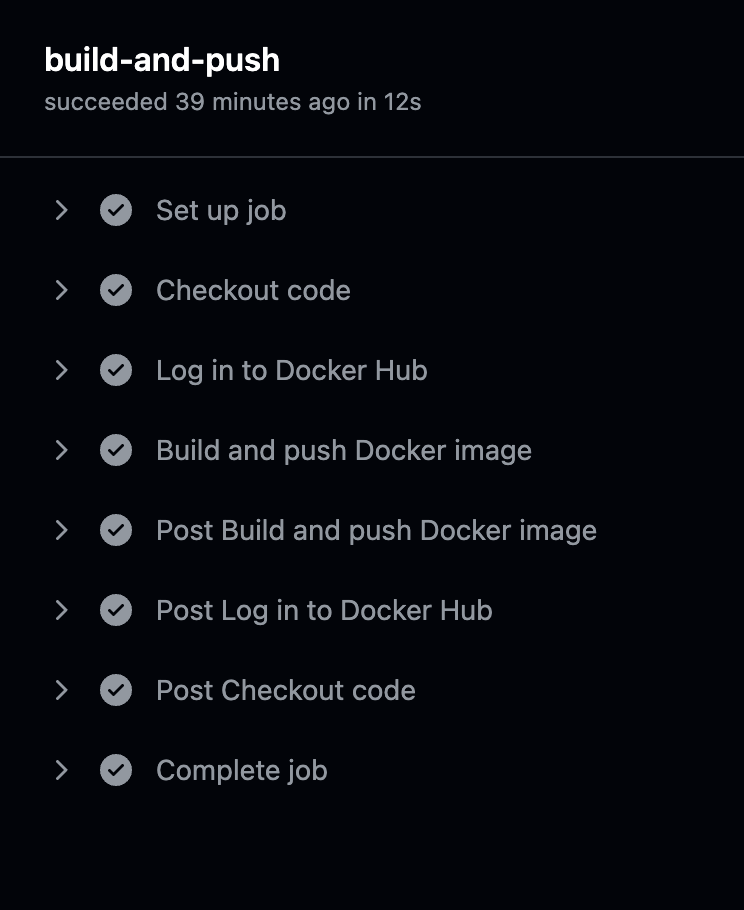 build-and-push
succeeded 39 minutes ago in 12s
Set up job
Checkout code
Log in to Docker Hub
Build and push Docker image
Post Build and push Docker image
Post Log in to Docker Hub
Post Checkout code
Complete job